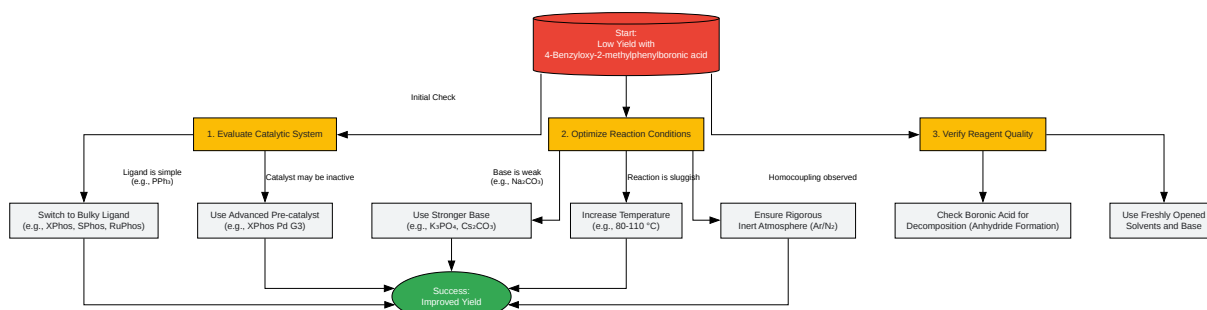 Start:
Low Yield with
4-Benzyloxy-2-methylphenylboronic acid
Initial Check
1. Evaluate Catalytic System
2. Optimize Reaction Conditions
3. Verify Reagent Quality
Ligand is simple
(e.g., PPh₃)
Catalyst may be inactive
Base is weak
(e.g., Na₂CO₃)
Reaction is sluggish
Homocoupling observed
Switch to Bulky Ligand
(e.g., XPhos, SPhos, RuPhos)
Use Advanced Pre-catalyst
(e.g., XPhos Pd G3)
Use Stronger Base
(e.g., K₃PO₄, Cs₂CO₃)
Increase Temperature
(e.g., 80-110 °C)
Ensure Rigorous
Inert Atmosphere (Ar/N₂)
Check Boronic Acid for
Decomposition (Anhydride Formation)
Use Freshly Opened
Solvents and Base
Success:
Improved Yield